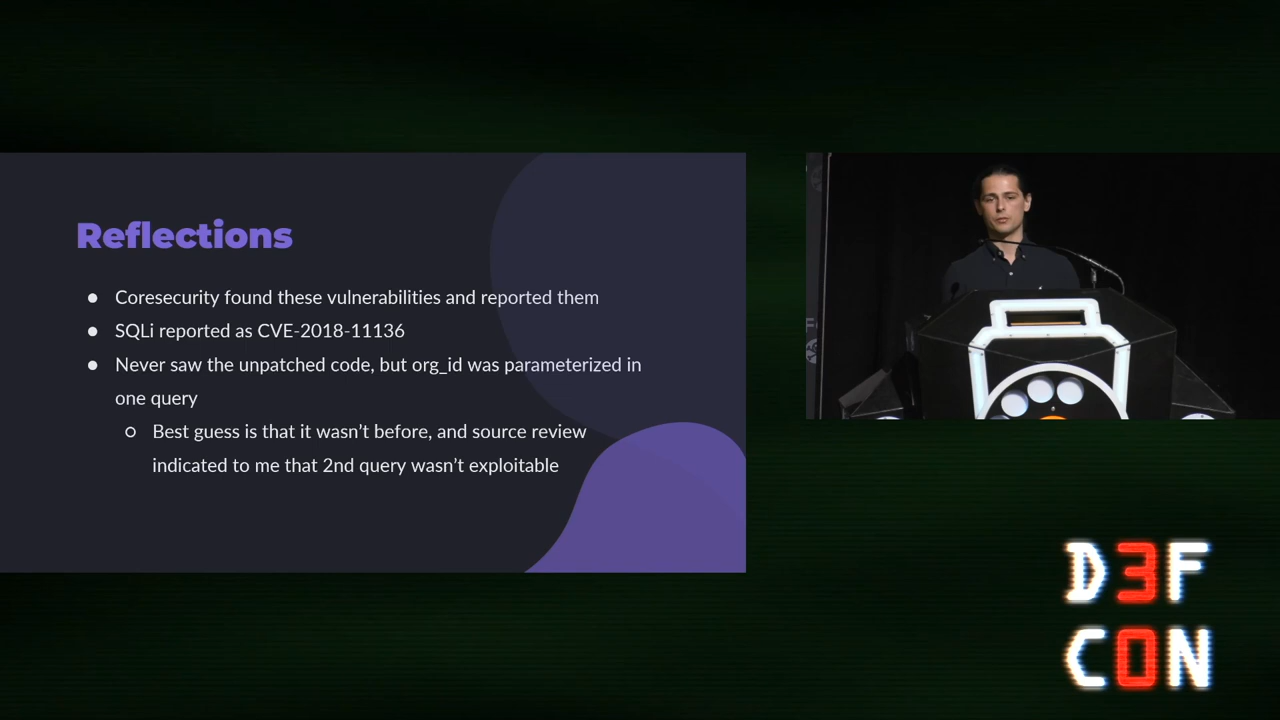 Reflections
● Coresecurity found these vulnerabilities and reported them
● SQLi reported as CVE-2018-11136
● Never saw the unpatched code, but org_id was parameterized in
one query
○ Best guess is that it wasn't before, and source review
indicated to me that 2nd query wasn't exploitable
D3F
C0N